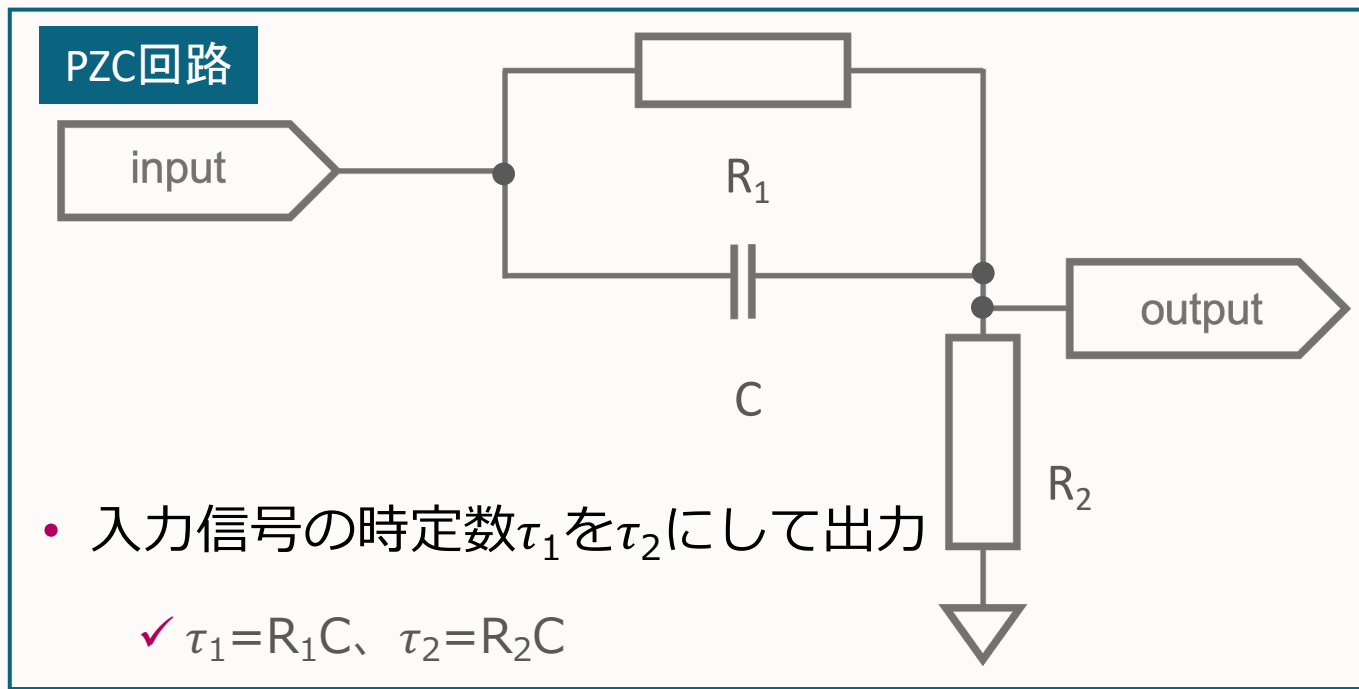 PZC回路
input
R₁
C
output
R₂
• 入力信号の時定数τ₁をτ₂にして出力
✓ τ₁=R₁C、τ₂=R₂C